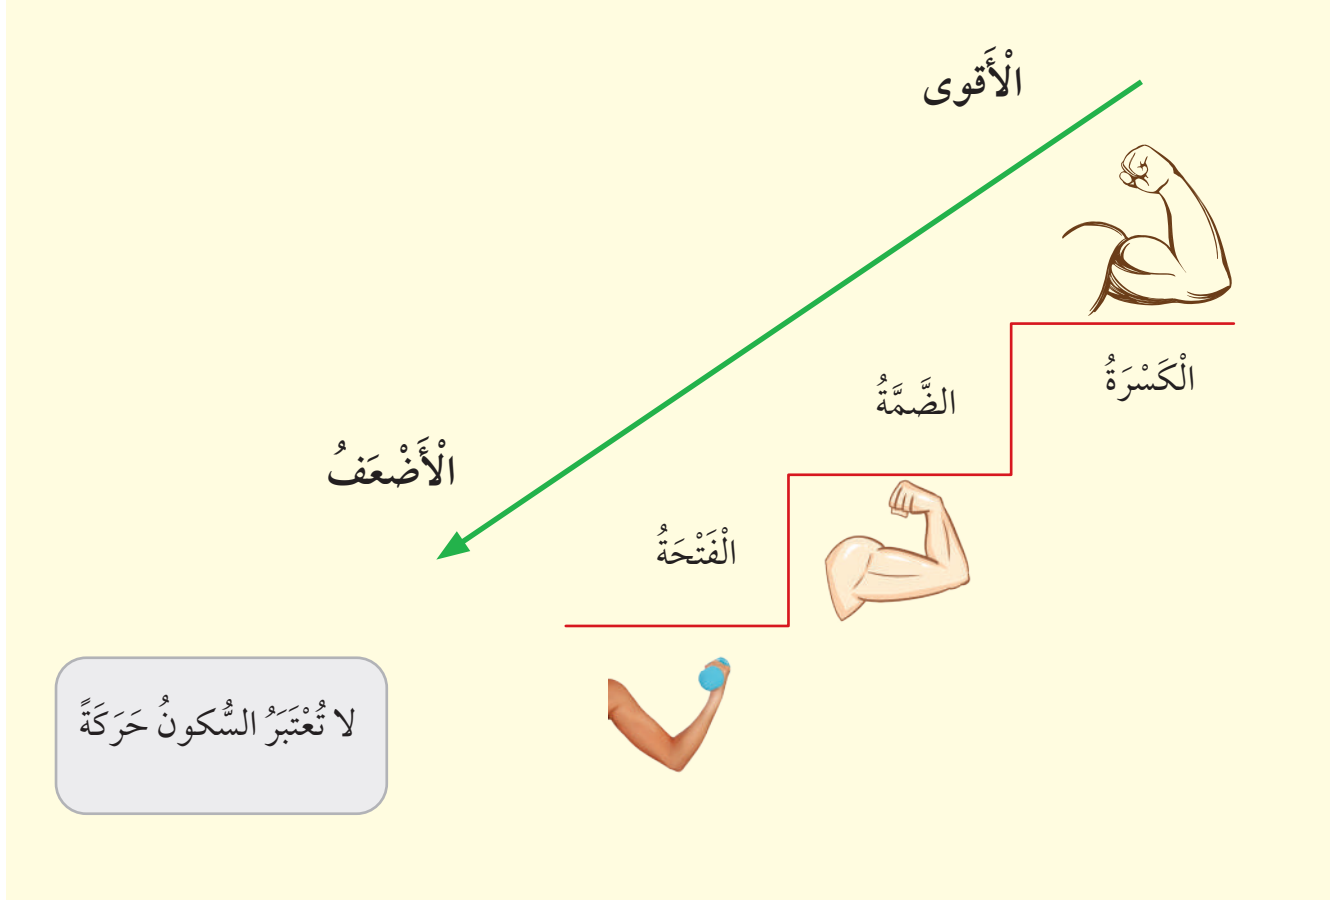 الْأَقوى
الْكَسْرَةُ
الضَّمَّةُ
الْأَضْعَفُ
الْفَتْحَةُ
لا تُعْتَبَرُ السُّكونُ حَرَكَةً